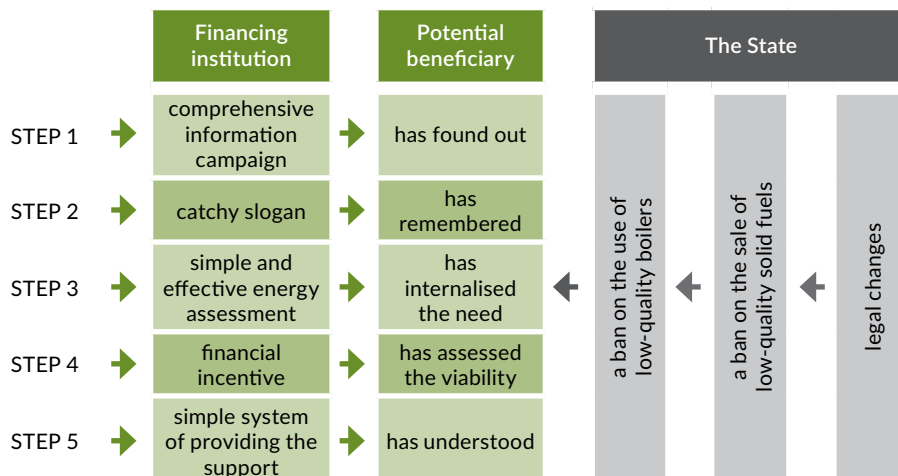 Financing
institution
Potential
beneficiary
The State
STEP 1
comprehensive
information
campaign
has found out
STEP 2
catchy slogan
has
remembered
STEP 3
simple and
effective energy
assessment
has
internalised
the need
STEP 4
financial
incentive
has assessed
the viability
STEP 5
simple system
of providing the
support
has understood
a ban on the use of
low-quality boilers
a ban on the sale of
low-quality solid fuels
legal changes